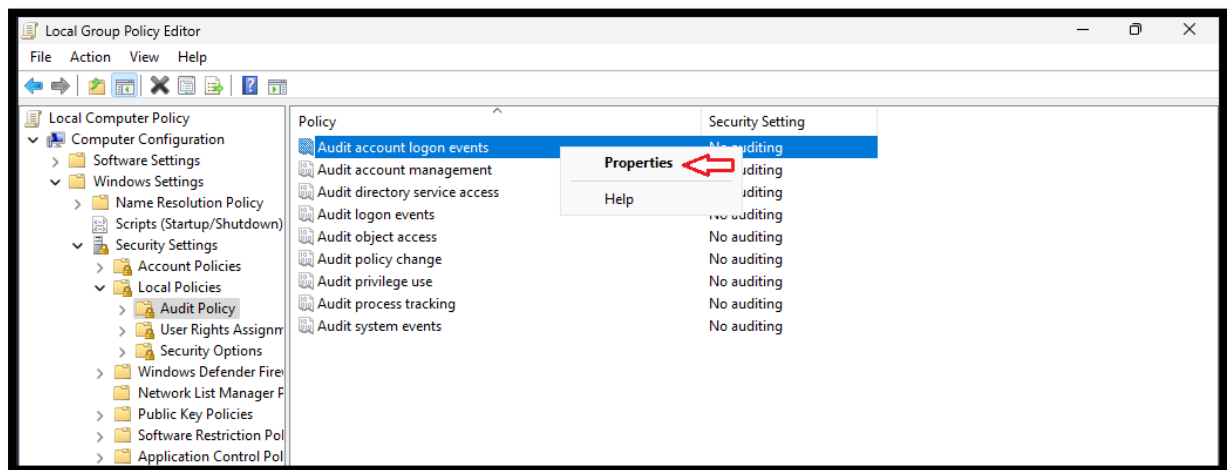 Local Group Policy Editor
File Action View Help
Local Computer Policy
Computer Configuration
Software Settings
Windows Settings
Name Resolution Policy
Scripts (Startup/Shutdown)
Security Settings
Account Policies
Local Policies
Audit Policy
User Rights Assignm
Security Options
Windows Defender Fire
Network List Manager P
Public Key Policies
Software Restriction Pol
Application Control Pol
Policy Security Setting
Audit account logon events No auditing
Audit account management diting
Audit directory service access diting
Audit logon events No auditing
Audit object access No auditing
Audit policy change No auditing
Audit privilege use No auditing
Audit process tracking No auditing
Audit system events No auditing
Properties
Help